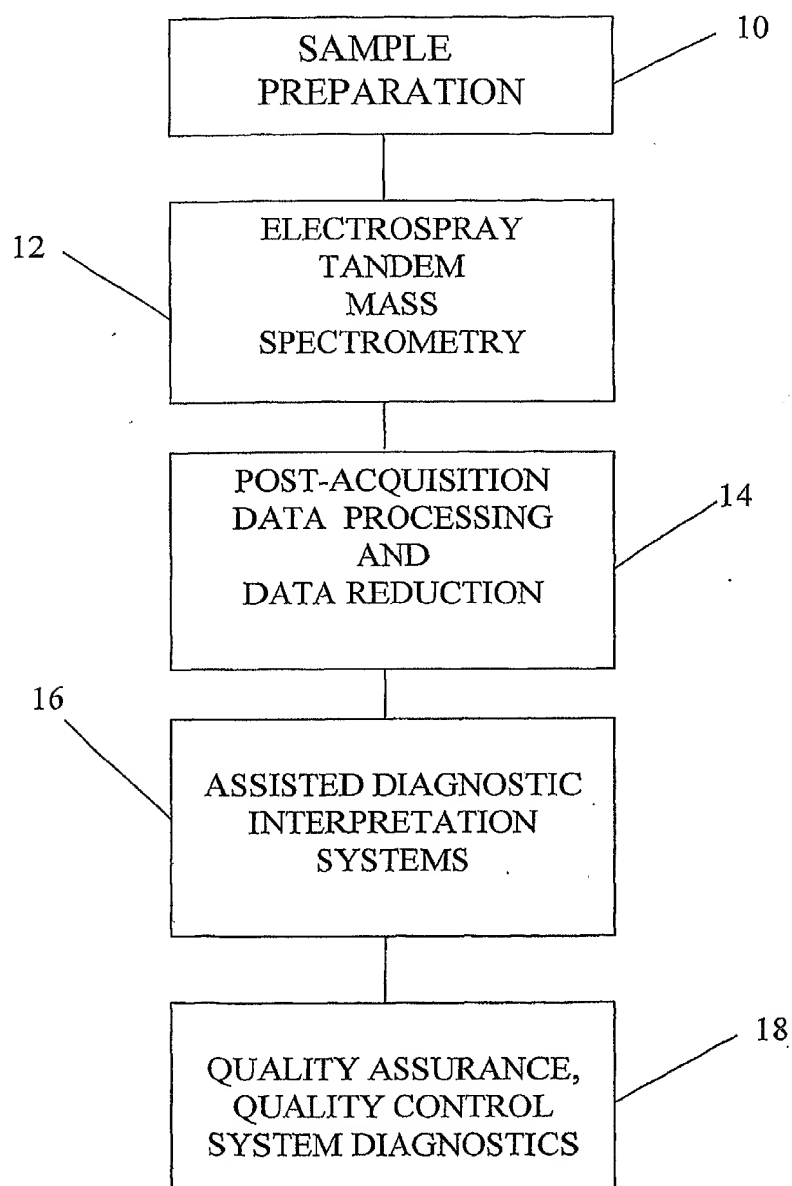 SAMPLE
PREPARATION
10
12
ELECTROSPRAY
TANDEM
MASS
SPECTROMETRY
POST-ACQUISITION
DATA PROCESSING
AND
DATA REDUCTION
14
16
ASSISTED DIAGNOSTIC
INTERPRETATION
SYSTEMS
QUALITY ASSURANCE,
QUALITY CONTROL
SYSTEM DIAGNOSTICS
18